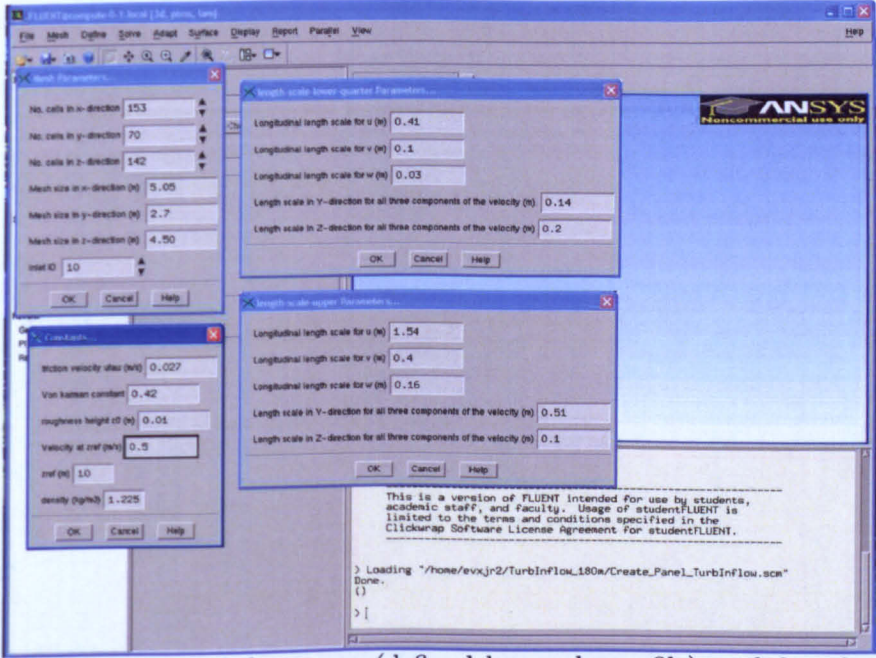 FLUENT@compute-0-1.local [3d, pbns, lam]
File Mesh Define Solve Adapt Surface Display Report Parallel View Help
Mesh Parameters...
No. cells in x-direction 153
No. cells in y-direction 70
No. cells in z-direction 142
Mesh size in x-direction (m) 5.05
Mesh size in y-direction (m) 2.7
Mesh size in z-direction (m) 4.50
Inlet ID 10
OK Cancel Help
length-scale-lower-quarter Parameters...
Longitudinal length scale for u (m) 0.41
Longitudinal length scale for v (m) 0.1
Longitudinal length scale for w (m) 0.03
Length scale in Y-direction for all three components of the velocity (m) 0.14
Length scale in Z-direction for all three components of the velocity (m) 0.2
OK Cancel Help
ANSYS
Noncommercial use only
length-scale-upper Parameters...
Longitudinal length scale for u (m) 1.54
Longitudinal length scale for v (m) 0.4
Longitudinal length scale for w (m) 0.16
Length scale in Y-direction for all three components of the velocity (m) 0.51
Length scale in Z-direction for all three components of the velocity (m) 0.1
OK Cancel Help
Constants...
friction velocity utau (m/s) 0.027
Von karman constant 0.42
roughness height z0 (m) 0.01
Velocity at zref (m/s) 0.5
zref (m) 10
density (kg/m3) 1.225
OK Cancel Help
This is a version of FLUENT intended for use by students,
academic staff, and faculty. Usage of studentFLUENT is
limited to the terms and conditions specified in the
Clickwrap Software License Agreement for studentFLUENT.
> Loading "/home/evxjr2/TurbInflow_180m/Create_Panel_TurbInflow.scm"
Done.
()
>[